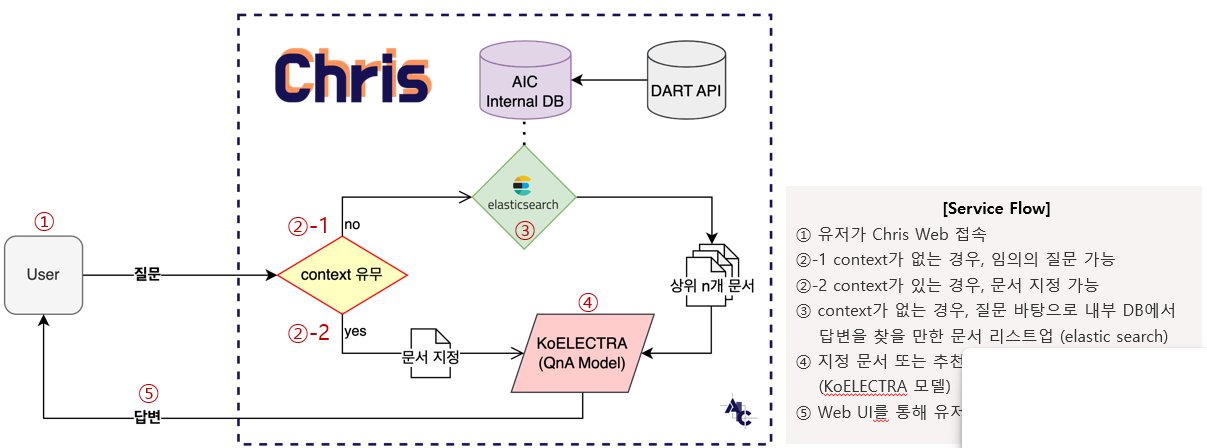 Chris
AIC
Internal DB
DART API
elasticsearch
③
①
②-1
no
User
질문
context 유무
상위 n개 문서
②-2
yes
④
문서 지정
KoELECTRA
(QnA Model)
⑤
답변
AIC
[Service Flow]
① 유저가 Chris Web 접속
②-1 context가 없는 경우, 임의의 질문 가능
②-2 context가 있는 경우, 문서 지정 가능
③ context가 없는 경우, 질문 바탕으로 내부 DB에서
답변을 찾을 만한 문서 리스트업 (elastic search)
④ 지정 문서 또는 추천
(KoELECTRA 모델)
⑤ Web UI를 통해 유저